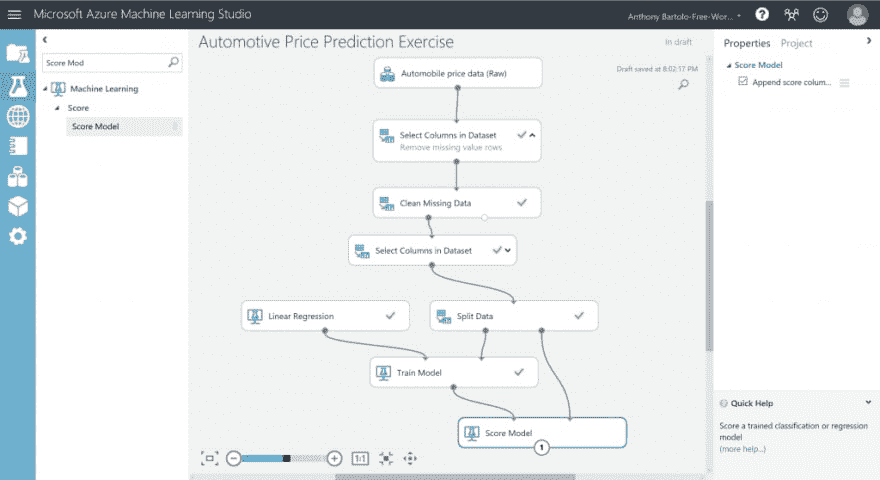 Microsoft Azure Machine Learning Studio
Anthony Bartolo-Free-Wor...
?
Score Mod
Machine Learning
Score
Score Model
Automotive Price Prediction Exercise
In draft
Draft saved at 8:02:17 PM
Automobile price data (Raw)
Select Columns in Dataset
Remove missing value rows
Clean Missing Data
Select Columns in Dataset
Linear Regression
Split Data
Train Model
Score Model
1
1:1
Properties Project
Score Model
Append score colum...
Quick Help
Score a trained classification or regression
model
(more help...)